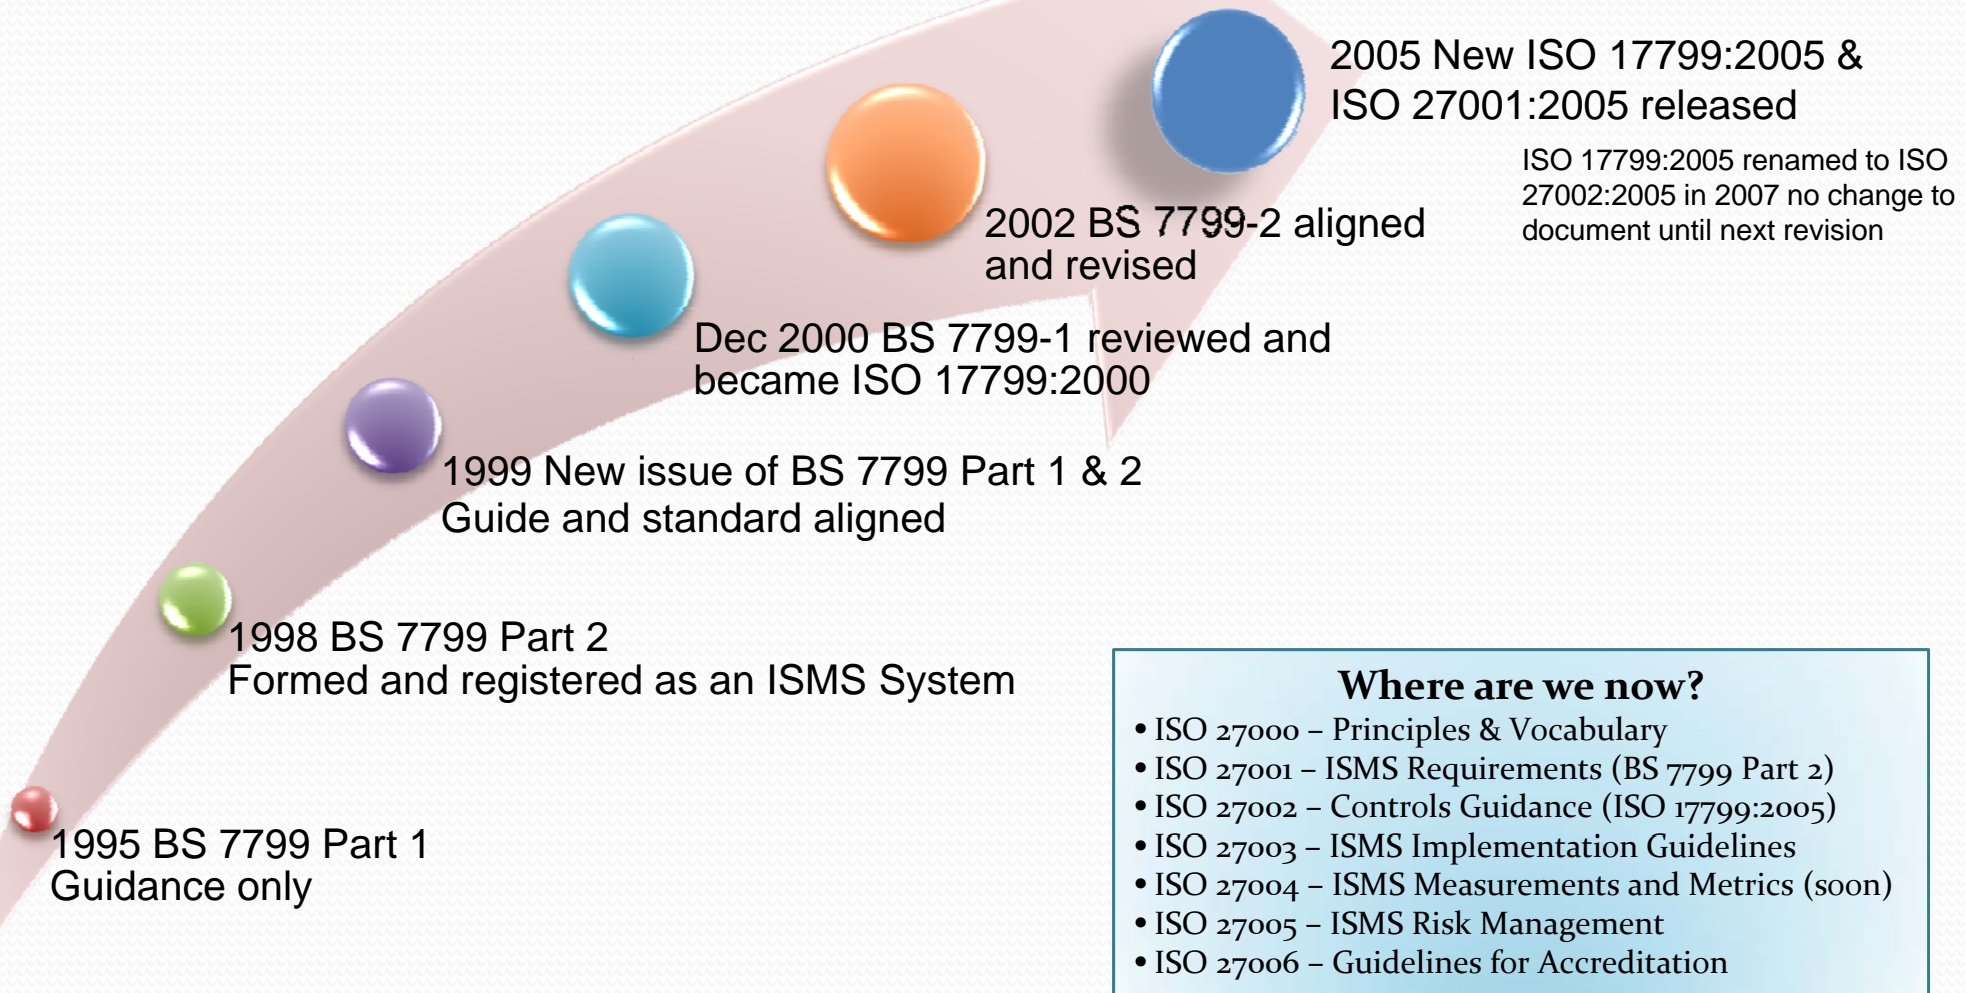 2005 New ISO 17799:2005 &
ISO 27001:2005 released
ISO 17799:2005 renamed to ISO
27002:2005 in 2007 no change to
document until next revision
2002 BS 7799-2 aligned
and revised
Dec 2000 BS 7799-1 reviewed and
became ISO 17799:2000
1999 New issue of BS 7799 Part 1 & 2
Guide and standard aligned
1998 BS 7799 Part 2
Formed and registered as an ISMS System
1995 BS 7799 Part 1
Guidance only
Where are we now?
• ISO 27000 – Principles & Vocabulary
• ISO 27001 – ISMS Requirements (BS 7799 Part 2)
• ISO 27002 – Controls Guidance (ISO 17799:2005)
• ISO 27003 – ISMS Implementation Guidelines
• ISO 27004 – ISMS Measurements and Metrics (soon)
• ISO 27005 – ISMS Risk Management
• ISO 27006 – Guidelines for Accreditation